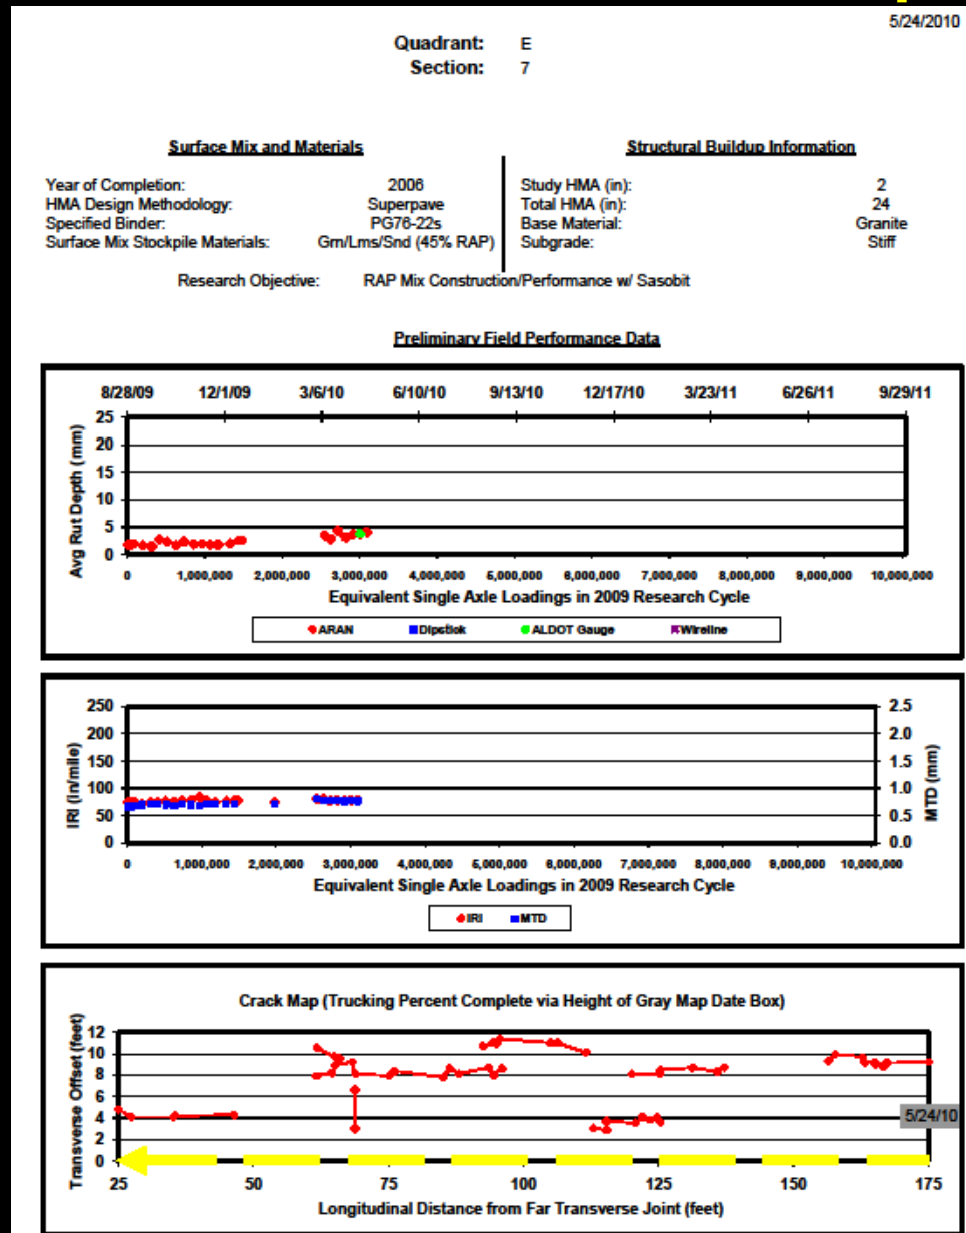 5/24/2010
Quadrant: E
Section: 7
Surface Mix and Materials
Year of Completion: 2006
HMA Design Methodology: Superpave
Specified Binder: PG76-22s
Surface Mix Stockpile Materials: Grn/Lms/Snd (45% RAP)
Structural Buildup Information
Study HMA (in): 2
Total HMA (in): 24
Base Material: Granite
Subgrade: Stiff
Research Objective: RAP Mix Construction/Performance w/ Sasobit
Preliminary Field Performance Data
8/28/09 12/1/09 3/6/10 6/10/10 9/13/10 12/17/10 3/23/11 6/26/11 9/29/11
Avg Rut Depth (mm)
25
20
15
10
5
0
0 1,000,000 2,000,000 3,000,000 4,000,000 5,000,000 6,000,000 7,000,000 8,000,000 9,000,000 10,000,000
Equivalent Single Axle Loadings in 2009 Research Cycle
ARAN Dipstick ALDOT Gauge Wireline
IRI (in/mile)
250
200
150
100
50
0
2.5
2.0
1.5
1.0
0.5
0.0
MTD (mm)
0 1,000,000 2,000,000 3,000,000 4,000,000 5,000,000 6,000,000 7,000,000 8,000,000 9,000,000 10,000,000
Equivalent Single Axle Loadings in 2009 Research Cycle
IRI MTD
Crack Map (Trucking Percent Complete via Height of Gray Map Date Box)
Transverse Offset (feet)
12
10
8
6
4
2
0
5/24/10
25 50 75 100 125 150 175
Longitudinal Distance from Far Transverse Joint (feet)